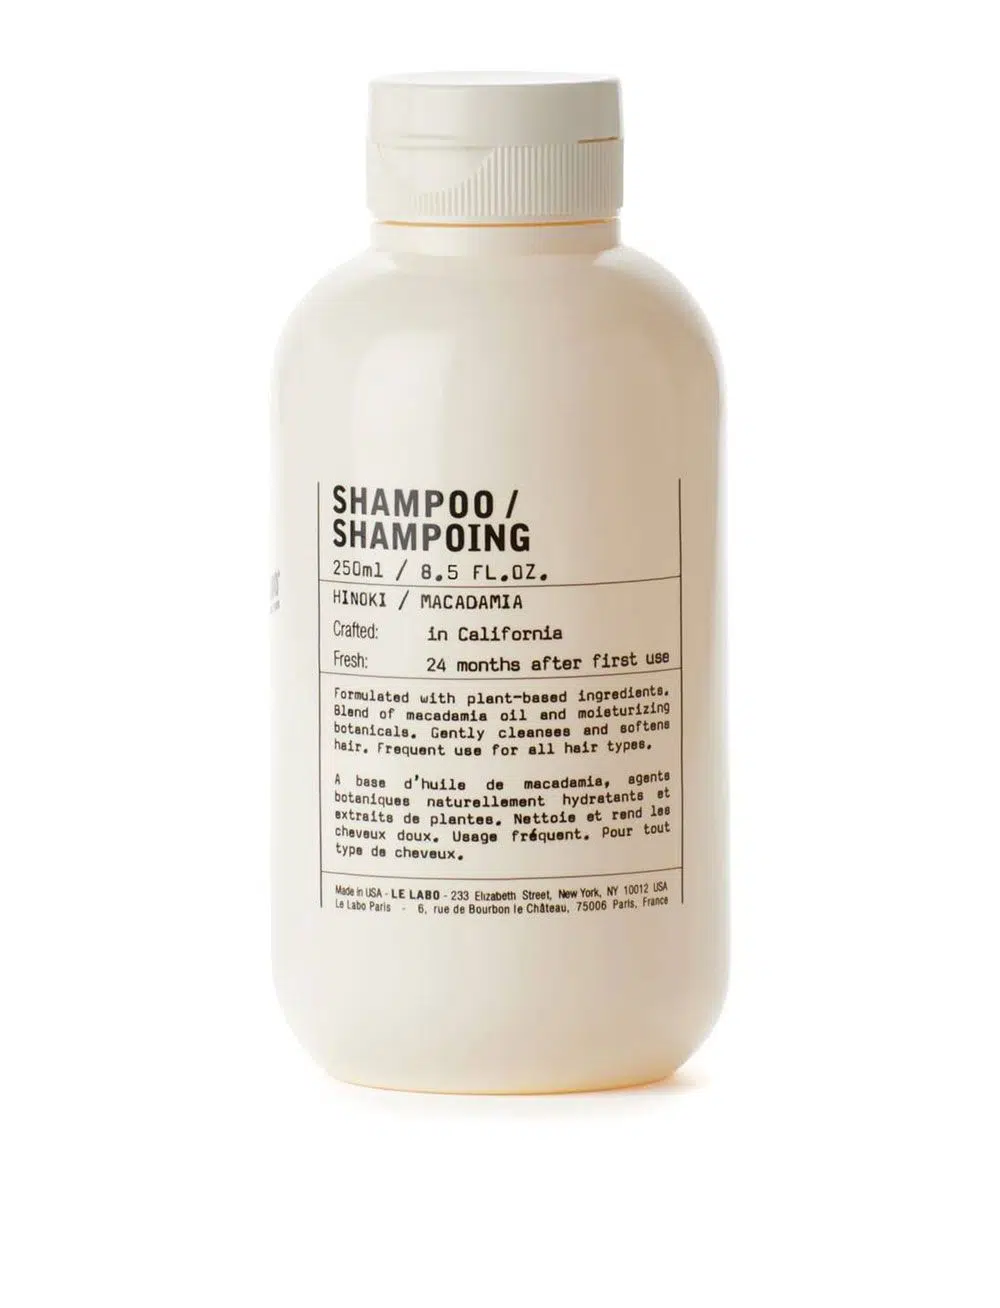 SHAMPOO /
SHAMPOING
250ml / 8.5 FL.OZ.
HINOKI / MACADAMIA
Crafted: in California
Fresh: 24 months after first use
Formulated with plant-based ingredients.
Blend of macadamia oil and moisturizing
botanicals. Gently cleanses and softens
hair. Frequent use for all hair types.
A base d'huile de macadamia, agents
botaniques naturellement hydratants et
extraits de plantes. Nettoie et rend les
cheveux doux. Usage fréquent. Pour tout
type de cheveux.
Made in USA - LE LABO - 233 Elizabeth Street, New York, NY 10012 USA
Le Labo Paris - 6, rue de Bourbon le Château, 75006 Paris, France